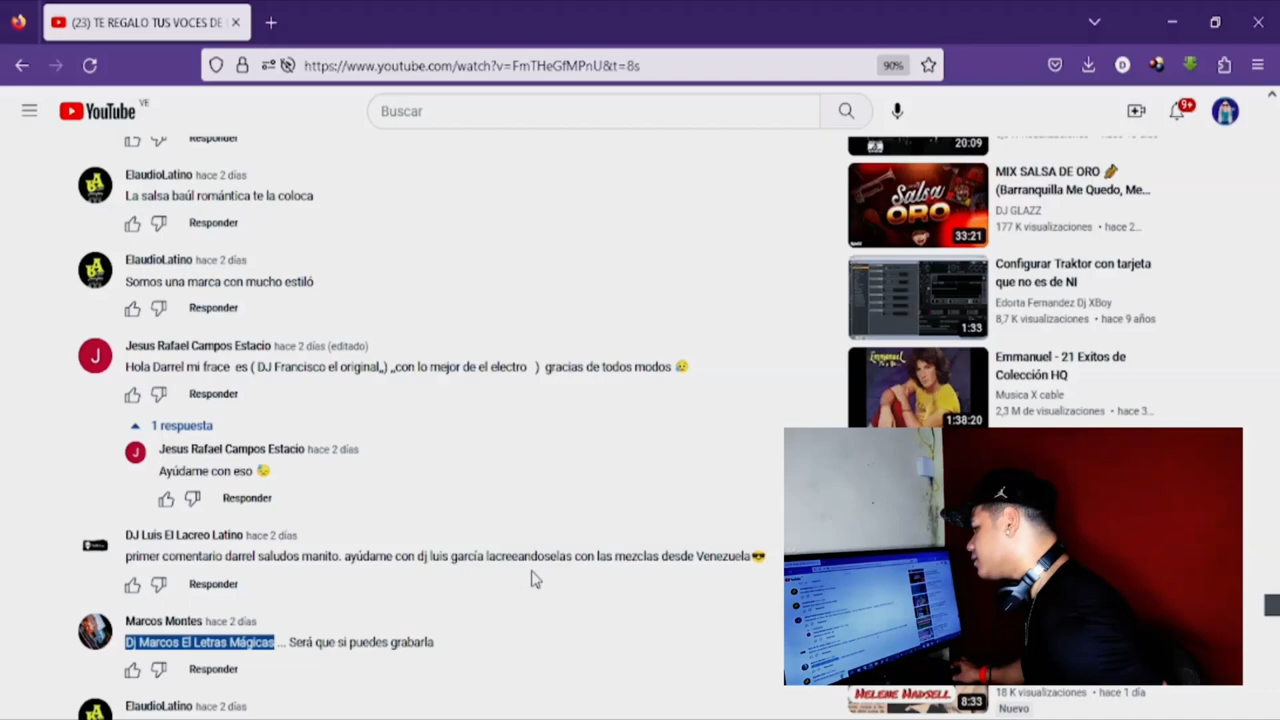 (23) TE REGALO TUS VOCES DE
https://www.youtube.com/watch?v=FmTHeGfMPnU&t=8s
90%
YouTube VE
Buscar
9+
Responder
ElaudioLatino hace 2 días
La salsa baúl romántica te la coloca
Responder
ElaudioLatino hace 2 días
Somos una marca con mucho estiló
Responder
Jesus Rafael Campos Estacio hace 2 días (editado)
Hola Darrel mi frace es ( DJ Francisco el original,,) ,,con lo mejor de el electro ) gracias de todos modos 😥
Responder
1 respuesta
J
Jesus Rafael Campos Estacio hace 2 días
Ayúdame con eso 😓
Responder
J
DJ Luis El Lacreo Latino hace 2 días
primer comentario darrel saludos manito. ayúdame con dj luis garcía lacreeandoselas con las mezclas desde Venezuela😎
Responder
Marcos Montes hace 2 días
Dj Marcos El Letras Mágicas ... Será que si puedes grabarla
Responder
ElaudioLatino hace 2 días
20:09
MIX SALSA DE ORO 🎺
(Barranquilla Me Quedo, Me...
DJ GLAZZ
177 K visualizaciones • hace 2...
Salsa
ORO
33:21
Configurar Traktor con tarjeta
que no es de NI
Edorta Fernandez Dj XBoy
8,7 K visualizaciones • hace 9 años
1:33
Emmanuel - 21 Exitos de
Colección HQ
Musica X cable
2,3 M de visualizaciones • hace 3...
Emmanuel
1:38:20
18 K visualizaciones • hace 1 día
Nuevo
8:33